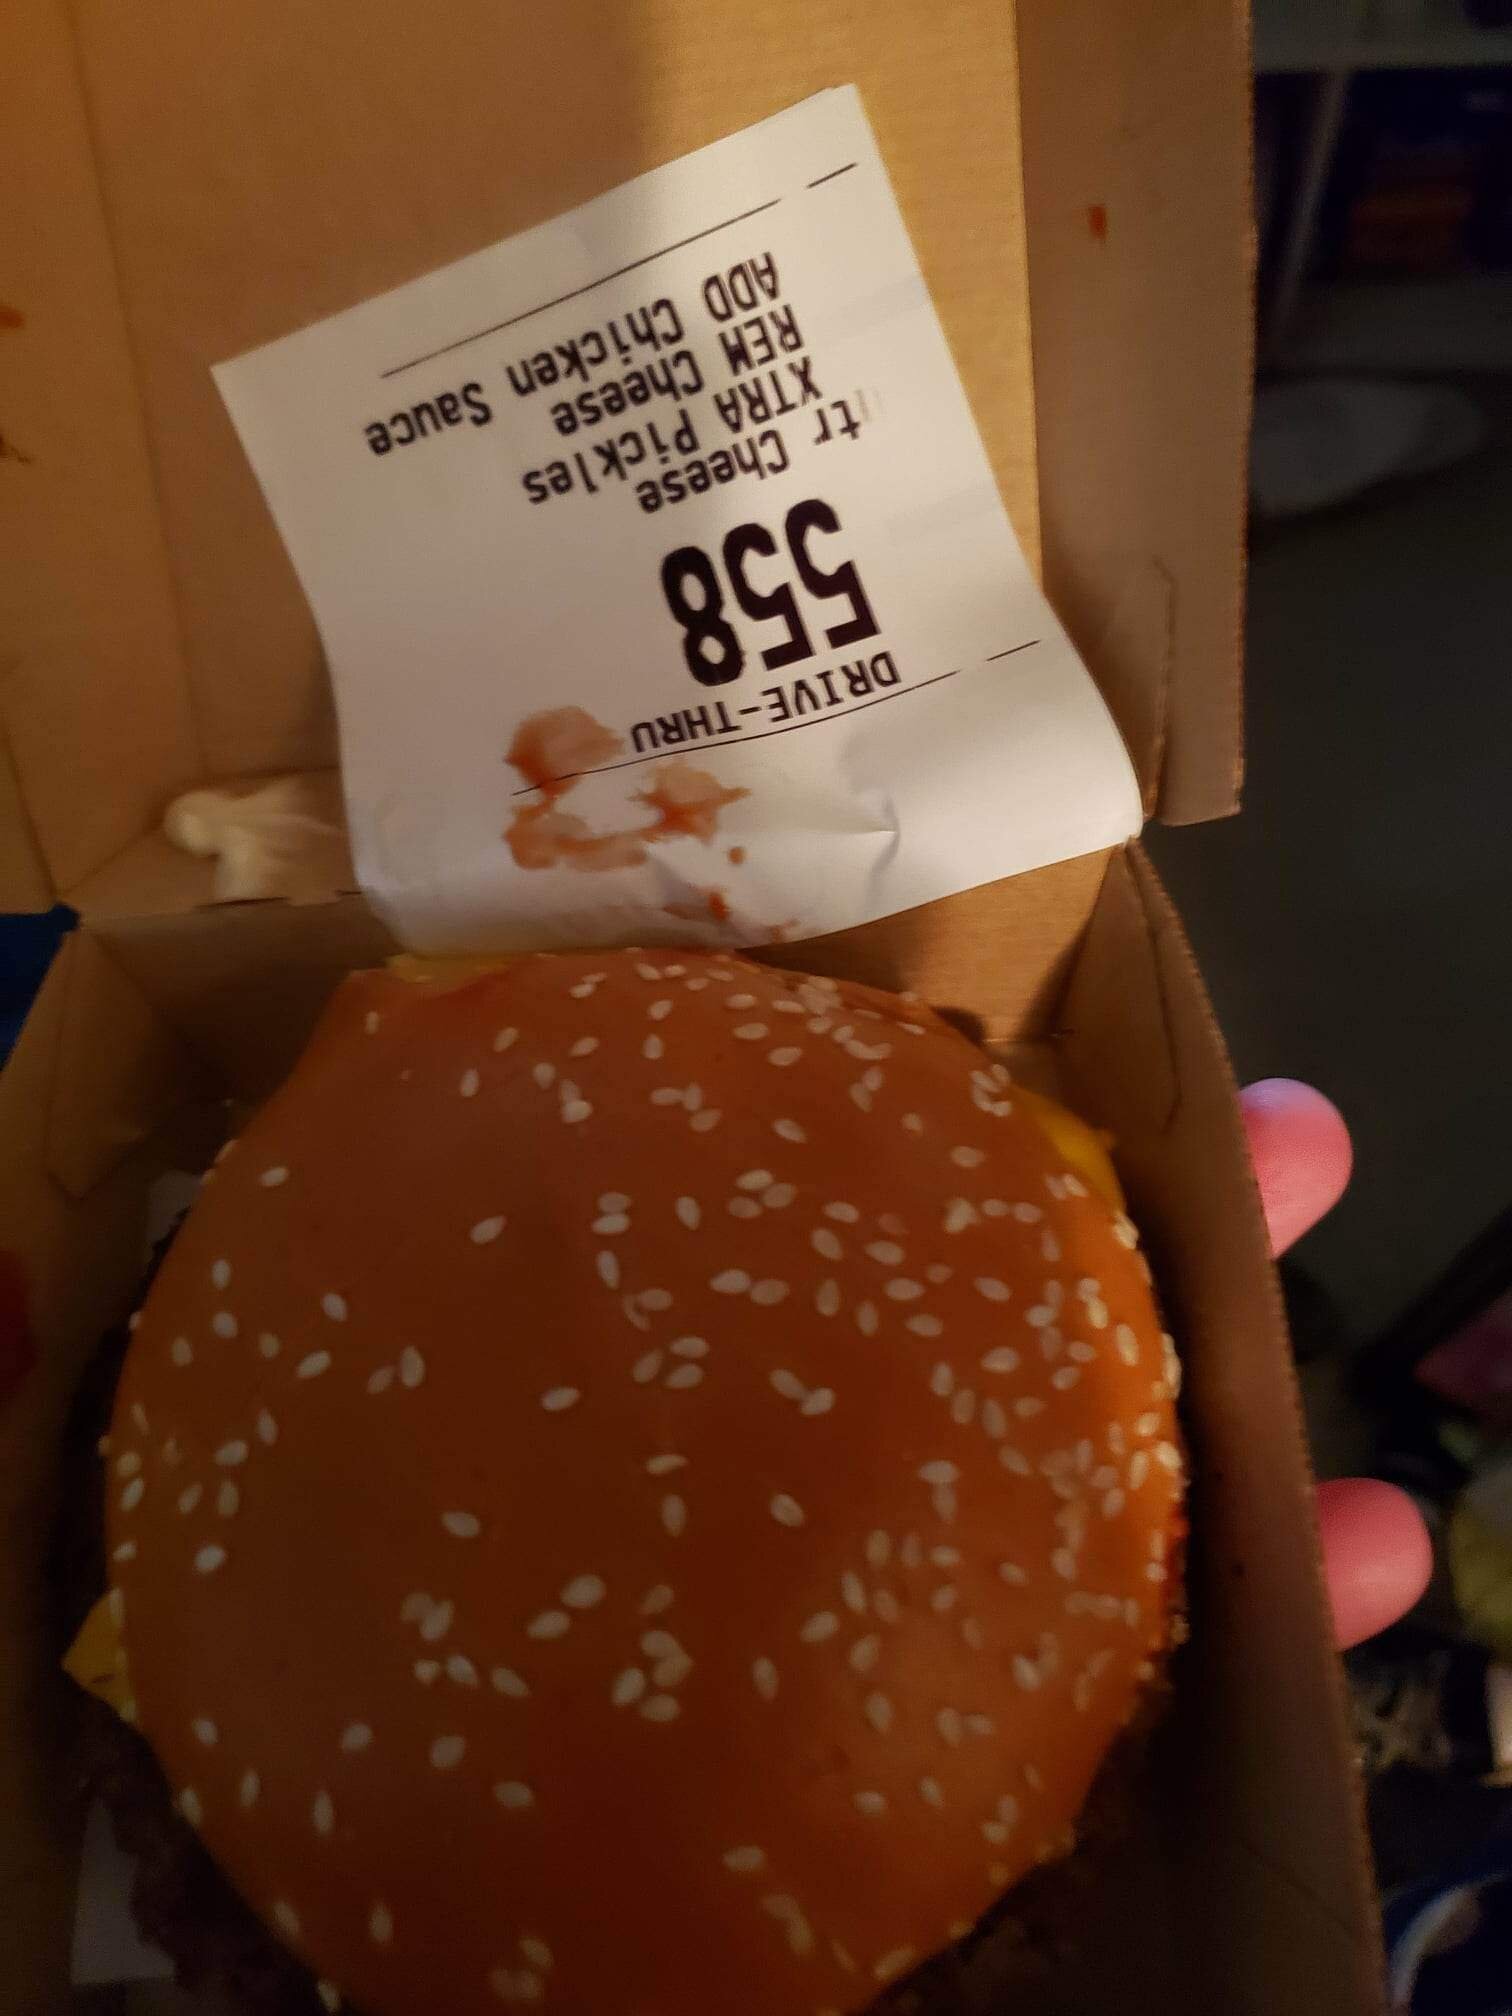 DRIVE-THRU
558
tr Cheese
XTRA Pickles
REM Cheese
ADD Chicken Sauce